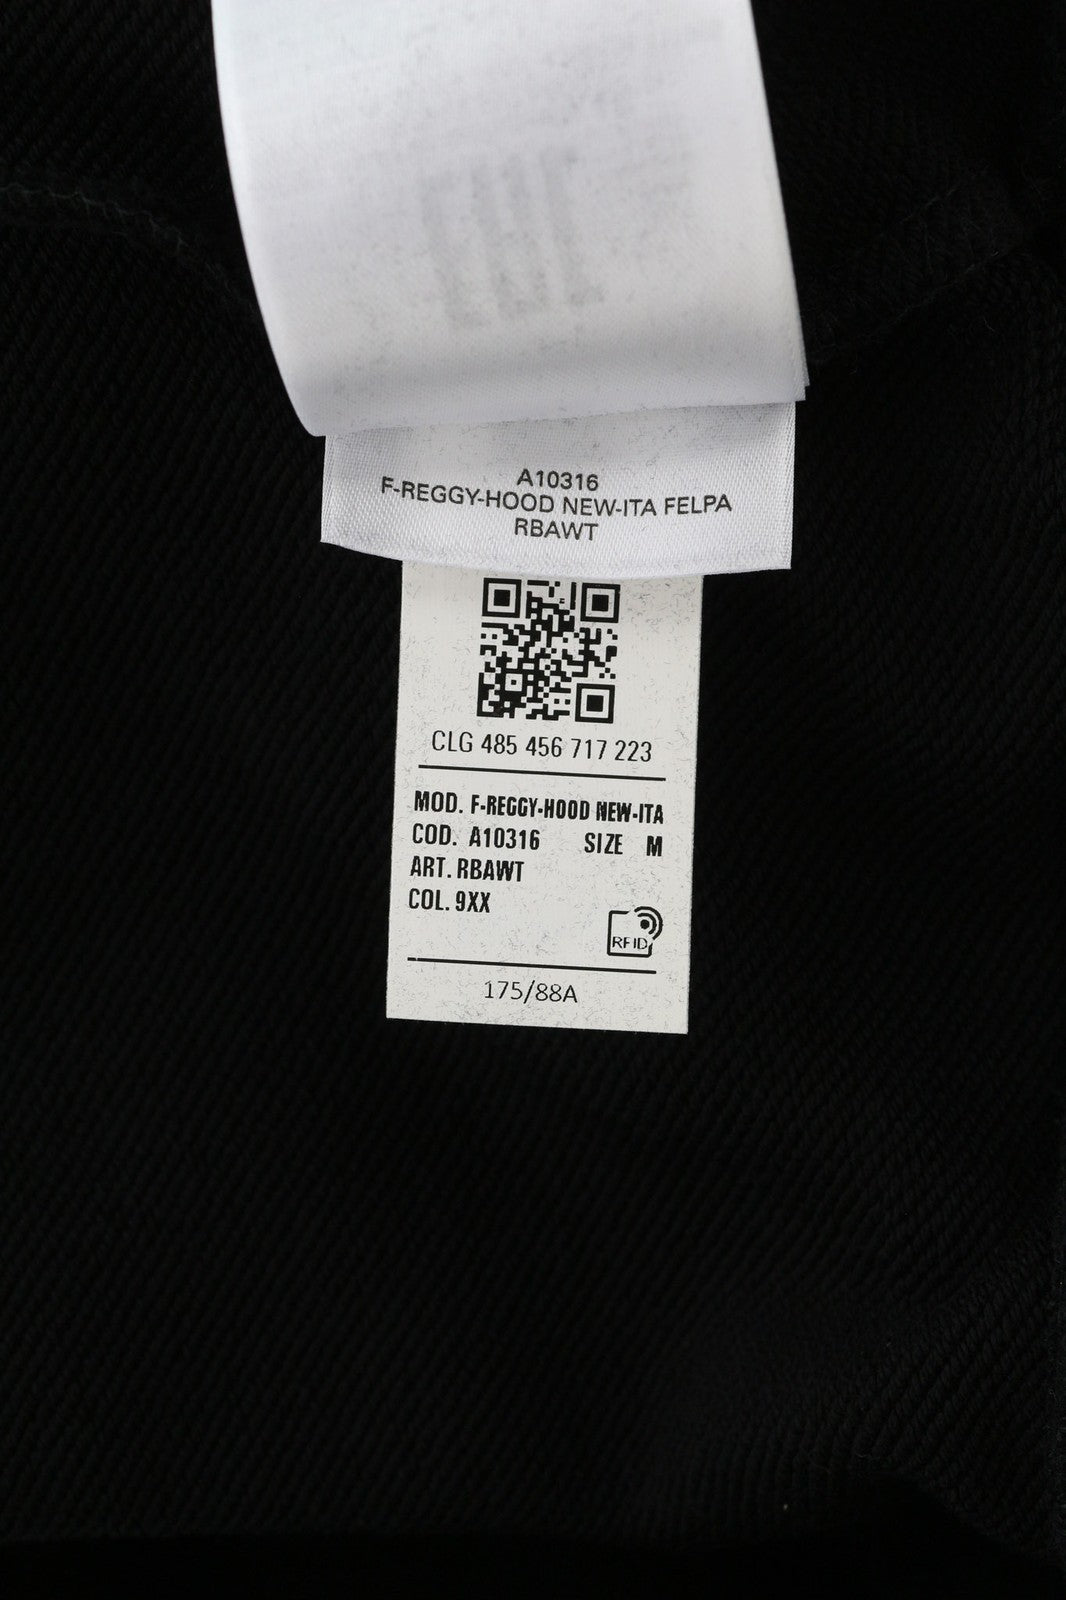 A10316
F-REGGY-HOOD NEW-ITA FELPA
RBAWT
CLG 485 456 717 223
MOD. F-REGGY-HOOD NEW-ITA
COD. A10316 SIZE M
ART. RBAWT
COL. 9XX
RFID
175/88A